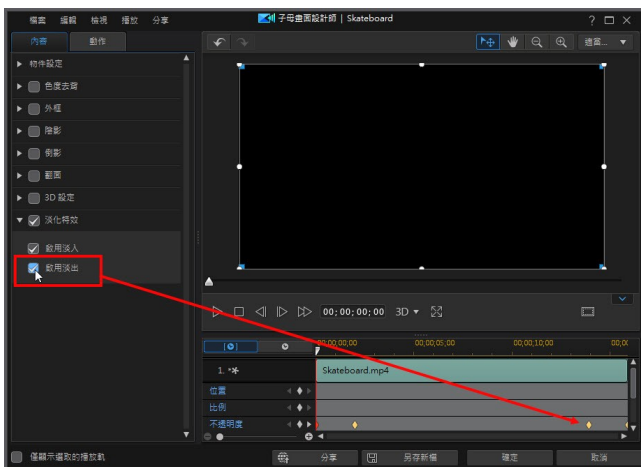 檔案 編輯 檢視 播放 分享 子母畫面設計師 | Skateboard ? □ ×
內容 動作
適當...
物件設定
色度去背
外框
陰影
倒影
翻面
3D 設定
淡化特效
啟用淡入
啟用淡出
00;00;00;00 3D
00;00;00;00 00;00;05;00 00;00;10;00 00;00
1. Skateboard.mp4
位置
比例
不透明度
僅顯示選取的播放軌 分享 另存新檔 確定 取消